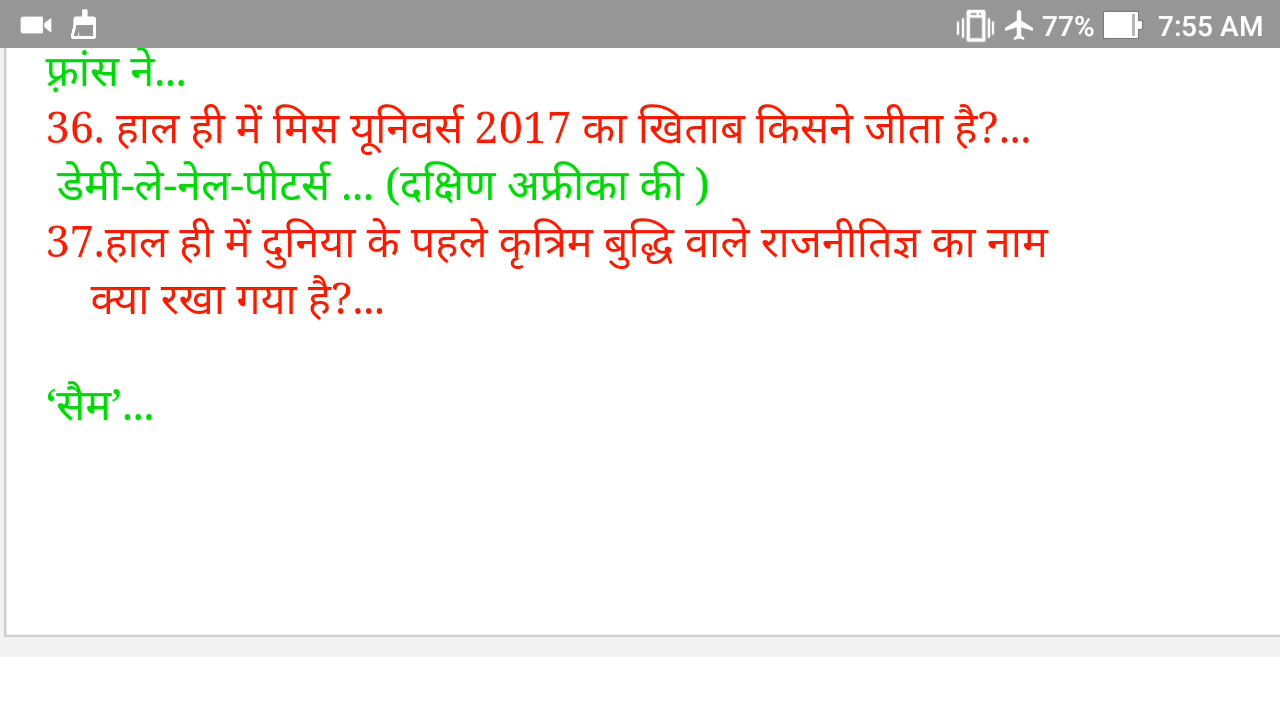 77% 7:55 AM
फ़्रांस ने...
36. हाल ही में मिस यूनिवर्स 2017 का खिताब किसने जीता है?...
डेमी-ले-नेल-पीटर्स ... (दक्षिण अफ्रीका की )
37.हाल ही में दुनिया के पहले कृत्रिम बुद्धि वाले राजनीतिज्ञ का नाम
क्या रखा गया है?...
‘सैम’...